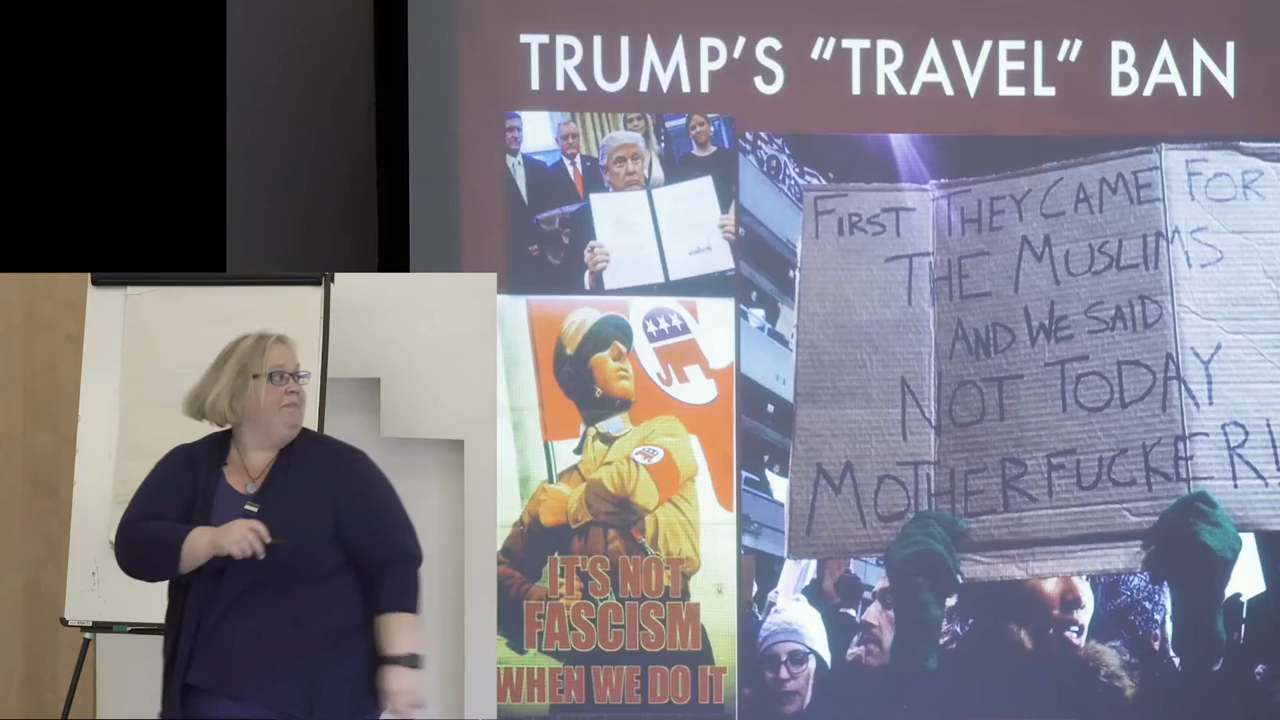 TRUMP'S “TRAVEL” BAN
FIRST THEY CAME FOR
THE MUSLIMS
AND WE SAID
NOT TODAY
MOTHERFUCKER!
IT'S NOT
FASCISM
WHEN WE DO IT